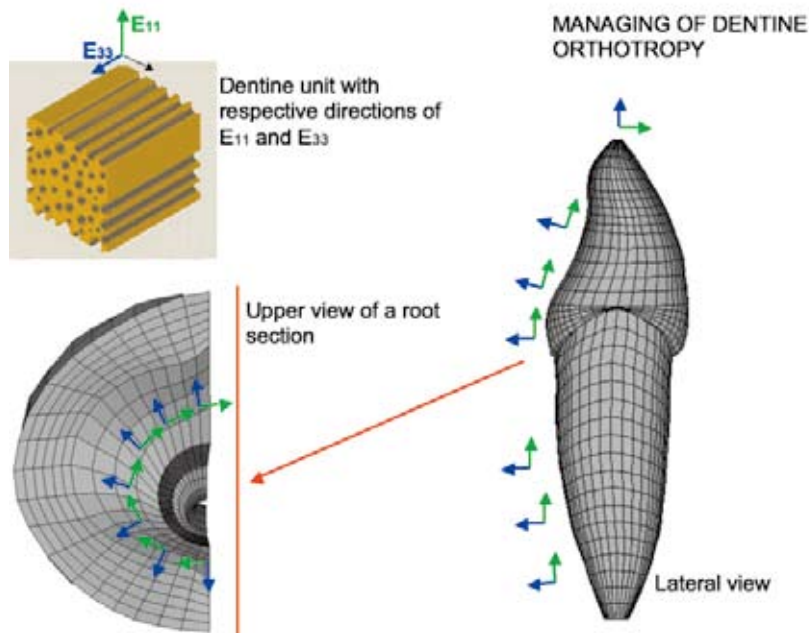 E11
E33
Dentine unit with
respective directions of
E11 and E33
MANAGING OF DENTINE
ORTHOTROPY
Upper view of a root
section
Lateral view